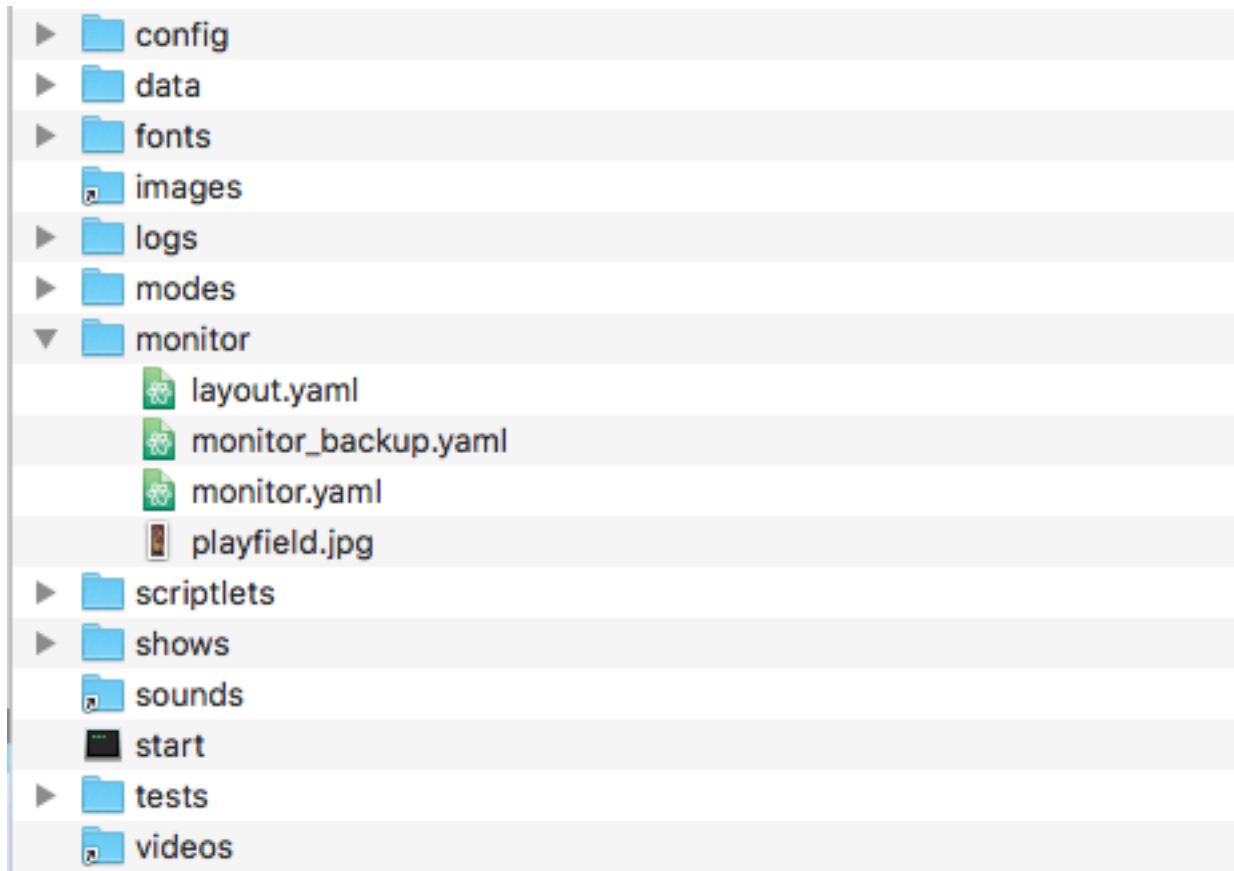 config
data
fonts
images
logs
modes
monitor
layout.yaml
monitor_backup.yaml
monitor.yaml
playfield.jpg
scriptlets
shows
sounds
start
tests
videos